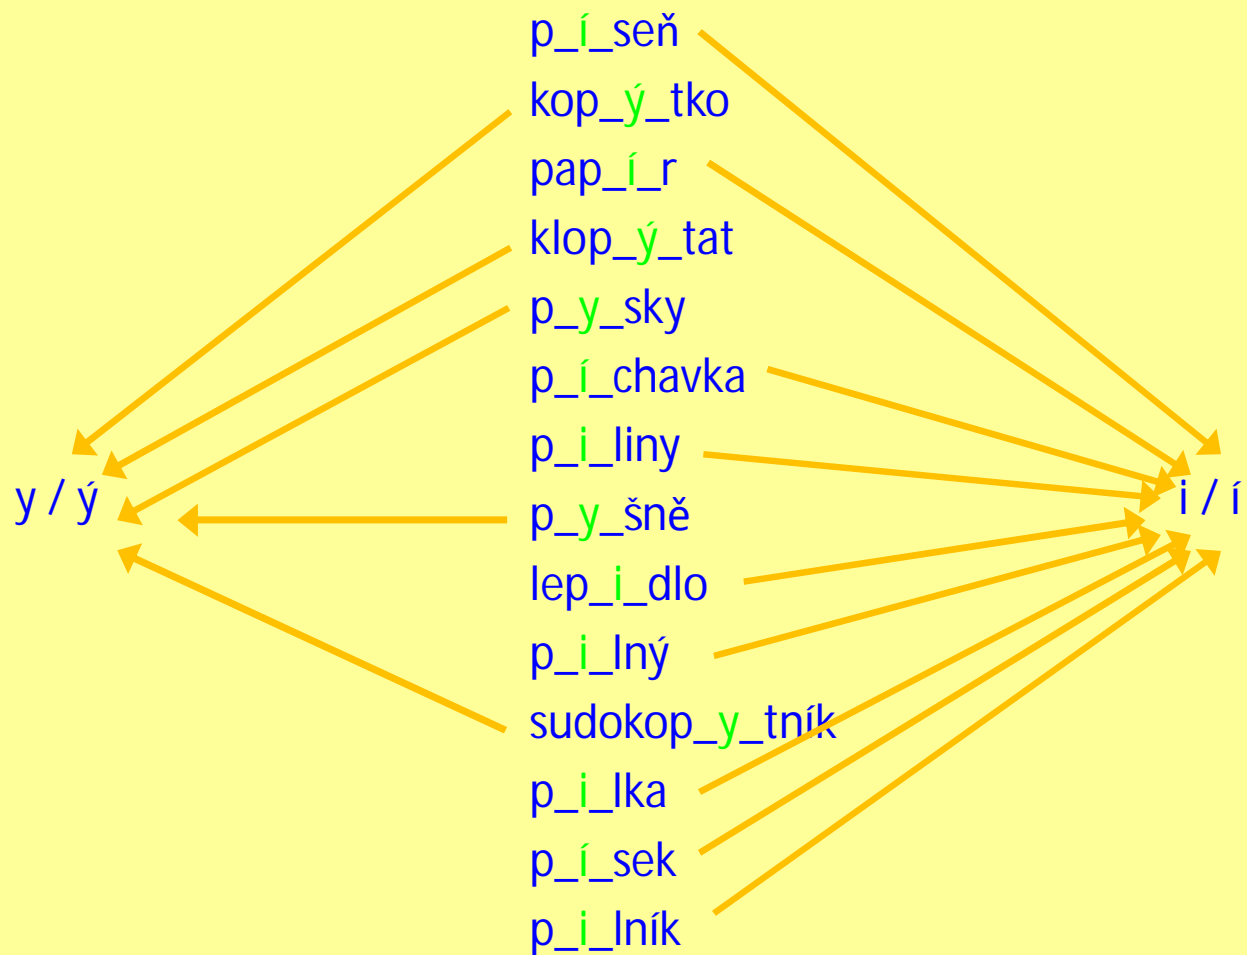 p_í_seň
kop_ý_tko
pap_í_r
klop_ý_tat
p_y_sky
p_í_chavka
p_i_liny
y / ý
i / í
p_y_šně
lep_i_dlo
p_i_lný
sudokop_y_tník
p_i_lka
p_í_sek
p_i_lník